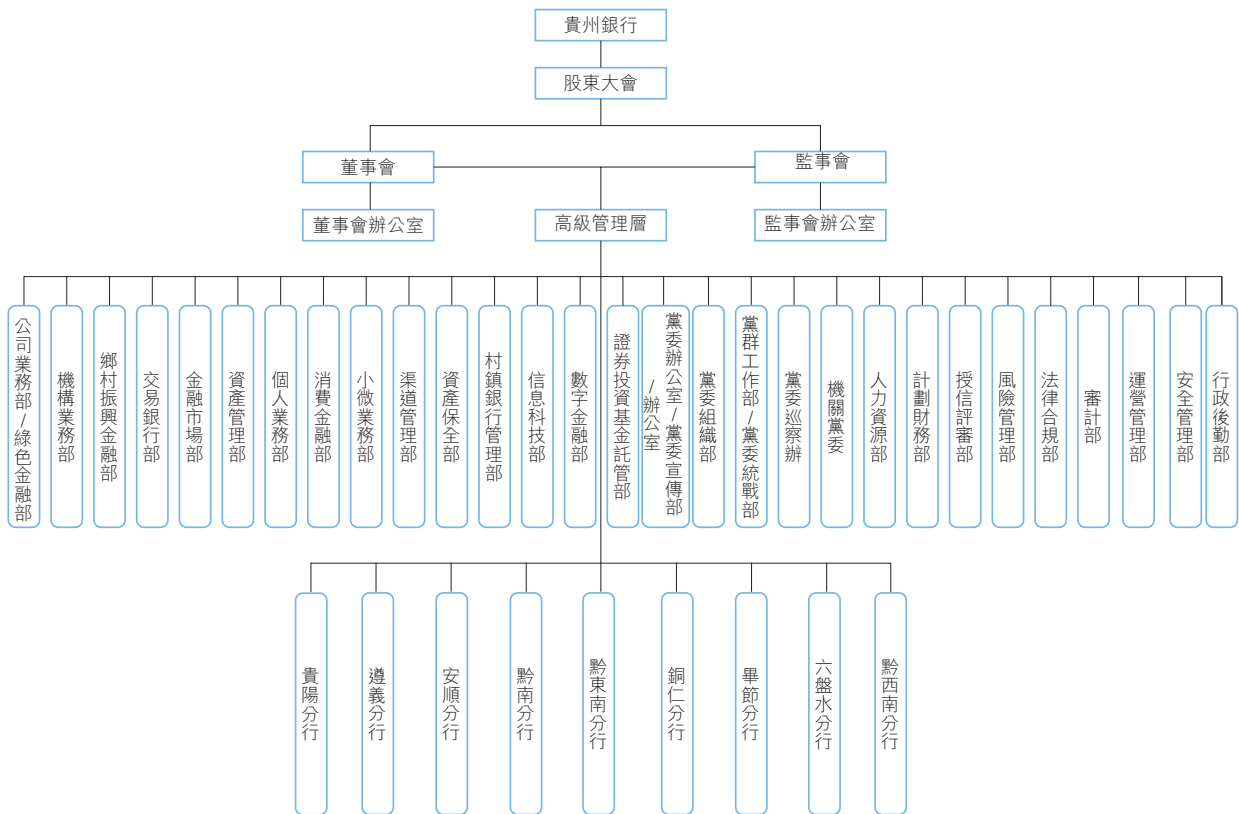 貴州銀行
股東大會
董事會
監事會
董事會辦公室
高級管理層
監事會辦公室
公司業務部/綠色金融部
機構業務部
鄉村振興金融部
交易銀行部
金融市場部
資產管理部
個人業務部
消費金融部
小微業務部
渠道管理部
資產保全部
村鎮銀行管理部
信息科技部
數字金融部
證券投資基金託管部
黨委辦公室/黨委宣傳部
/辦公室
黨委組織部
黨群工作部/黨委統戰部
黨委巡察辦
機關黨委
人力資源部
計劃財務部
授信評審部
風險管理部
法律合規部
審計部
運營管理部
安全管理部
行政後勤部
貴陽分行
遵義分行
安順分行
黔南分行
黔東南分行
銅仁分行
畢節分行
六盤水分行
黔西南分行